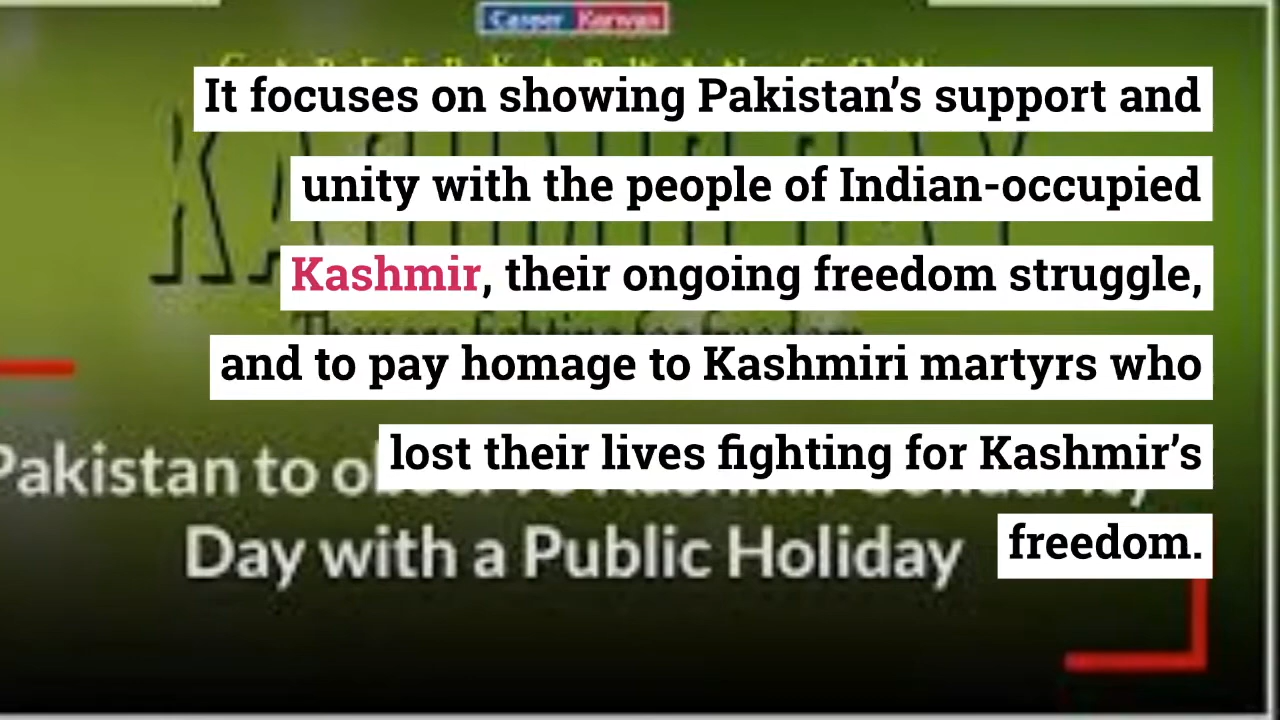 It focuses on showing Pakistan’s support and
unity with the people of Indian-occupied
Kashmir, their ongoing freedom struggle,
and to pay homage to Kashmiri martyrs who
lost their lives fighting for Kashmir’s
freedom.
Pakistan to
Day with a Public Holiday